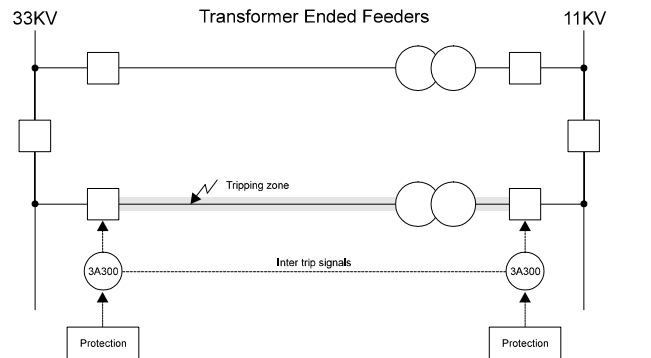 33KV
Transformer Ended Feeders
11KV
Tripping zone
Inter trip signals
3A300
3A300
Protection
Protection